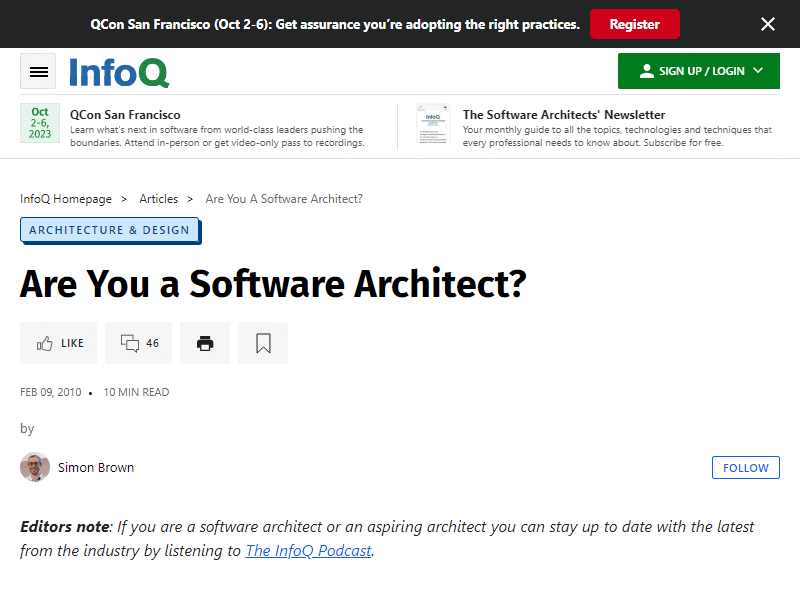 QCon San Francisco (Oct 2-6): Get assurance you’re adopting the right practices.
Register
InfoQ
SIGN UP / LOGIN
Oct
2-6,
2023
QCon San Francisco
Learn what's next in software from world-class leaders pushing the
boundaries. Attend in-person or get video-only pass to recordings.
InfoQ
The Software Architects' Newsletter
Your monthly guide to all the topics, technologies and techniques that
every professional needs to know about. Subscribe for free.
InfoQ Homepage > Articles > Are You A Software Architect?
ARCHITECTURE & DESIGN
Are You a Software Architect?
LIKE
46
FEB 09, 2010 • 10 MIN READ
by
Simon Brown
FOLLOW
Editors note: If you are a software architect or an aspiring architect you can stay up to date with the latest
from the industry by listening to The InfoQ Podcast.